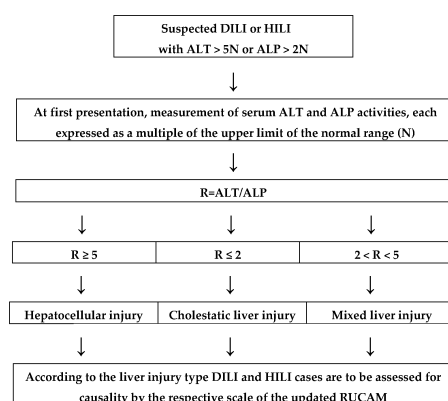 Suspected DILI or HILI
with ALT > 5N or ALP > 2N
At first presentation, measurement of serum ALT and ALP activities, each
expressed as a multiple of the upper limit of the normal range (N)
R=ALT/ALP
R ≥ 5
R ≤ 2
2 < R < 5
Hepatocellular injury
Cholestatic liver injury
Mixed liver injury
According to the liver injury type DILI and HILI cases are to be assessed for
causality by the respective scale of the updated RUCAM